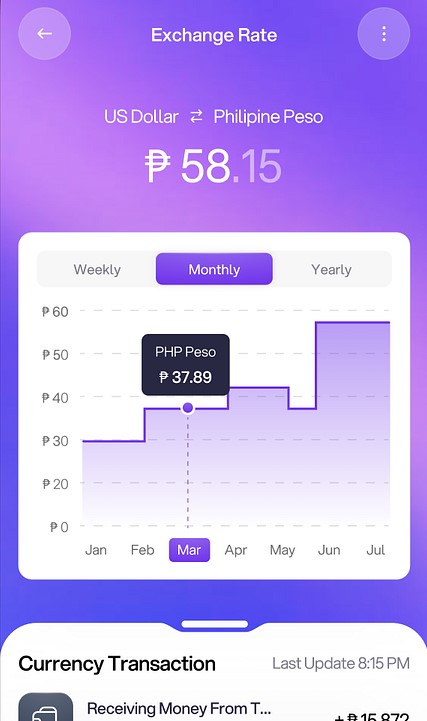 Exchange Rate
US Dollar ⇄ Philipine Peso
₱ 58.15
Weekly Monthly Yearly
₱ 60
PHP Peso
₱ 37.89
₱ 50
₱ 40
₱ 30
₱ 20
₱ 0
Jan Feb Mar Apr May Jun Jul
Currency Transaction Last Update 8:15 PM
Receiving Money From T...
+ ₱ 15,872